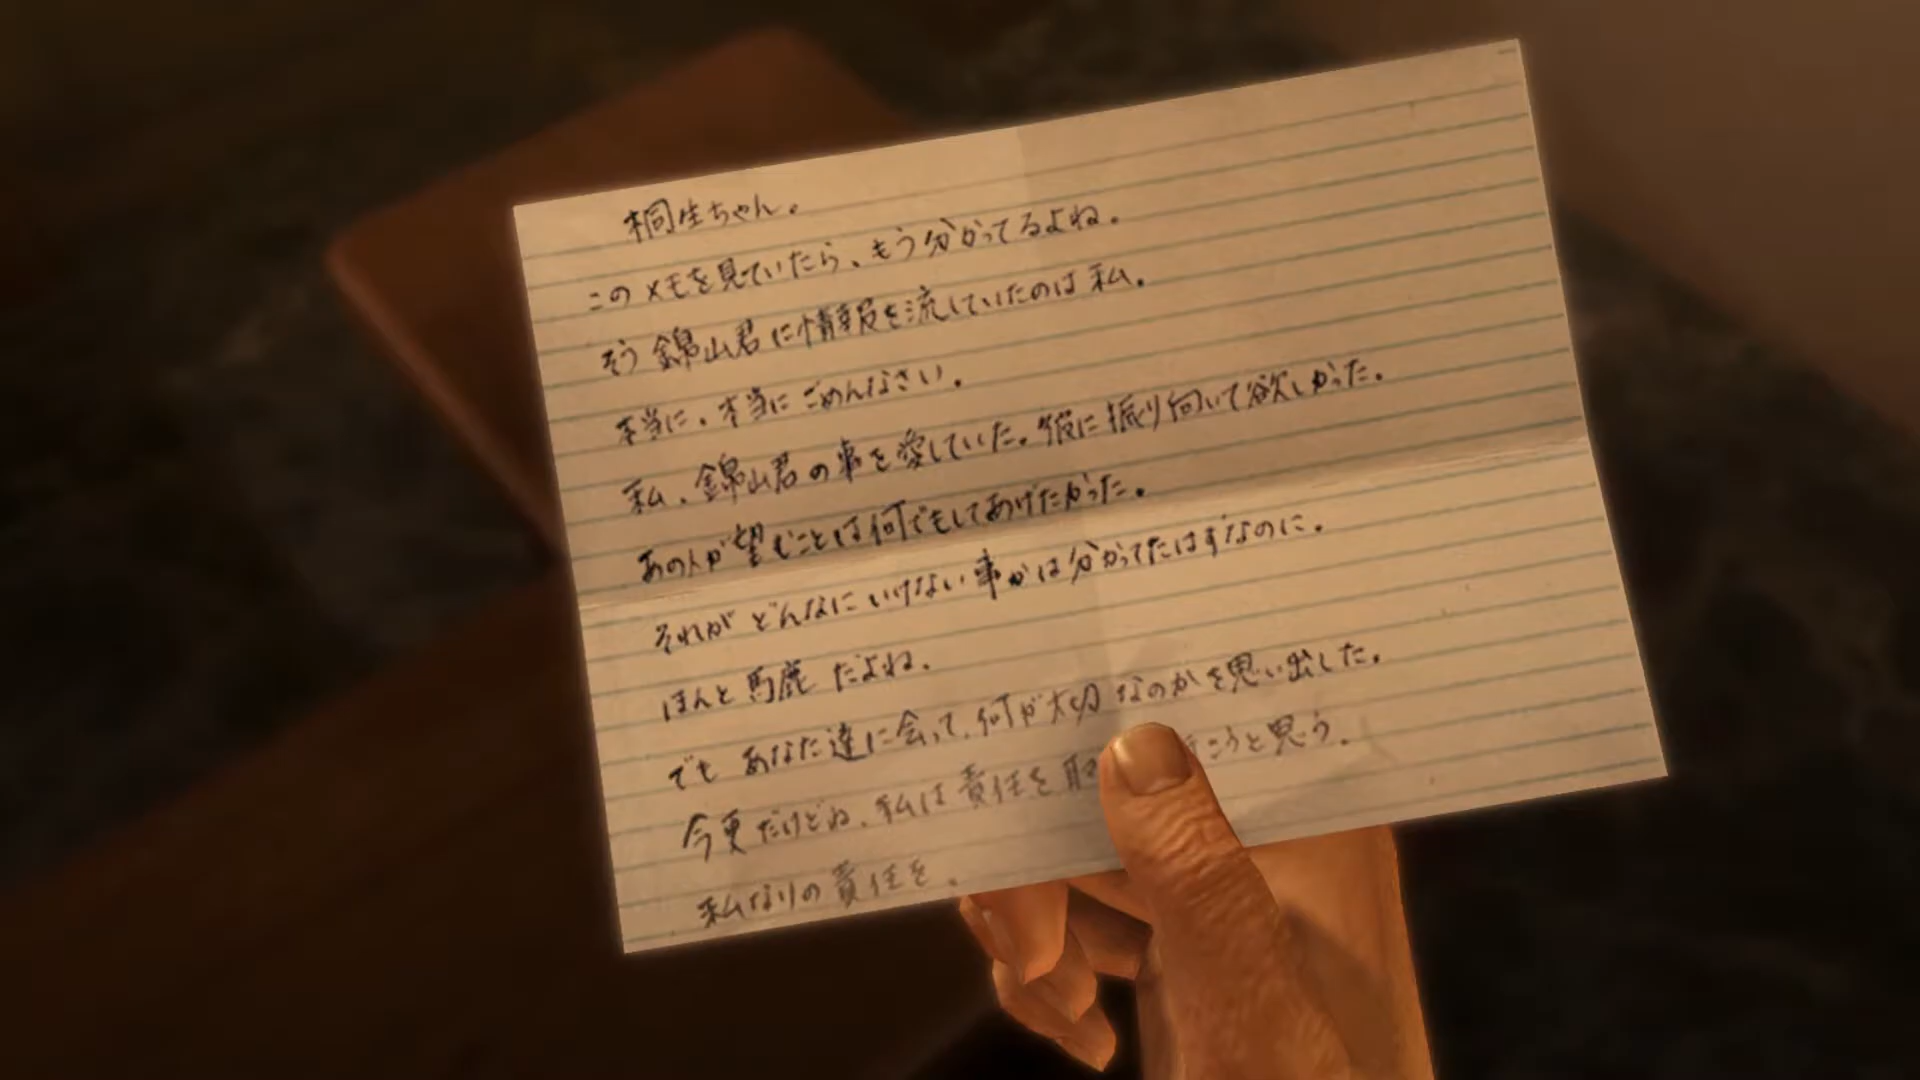 桐生ちゃん。
このメモを見ていたら、もう分かってるよね。
そう 錦山君に情報を流していたのは私。
本当に。本当にごめんなさい。
私、錦山君の事を愛していた。彼に振り向いて欲しかった。
あの人が望むことは何でもしてあげたかった。
それがどんなにいけない事かは分かってたはずなのに。
ほんと馬鹿だよね。
でも あなた達に会って、何が大切なのかを思い出した。
今更だけどね、私は責任を取 こうと思う。
私なりの責任を。